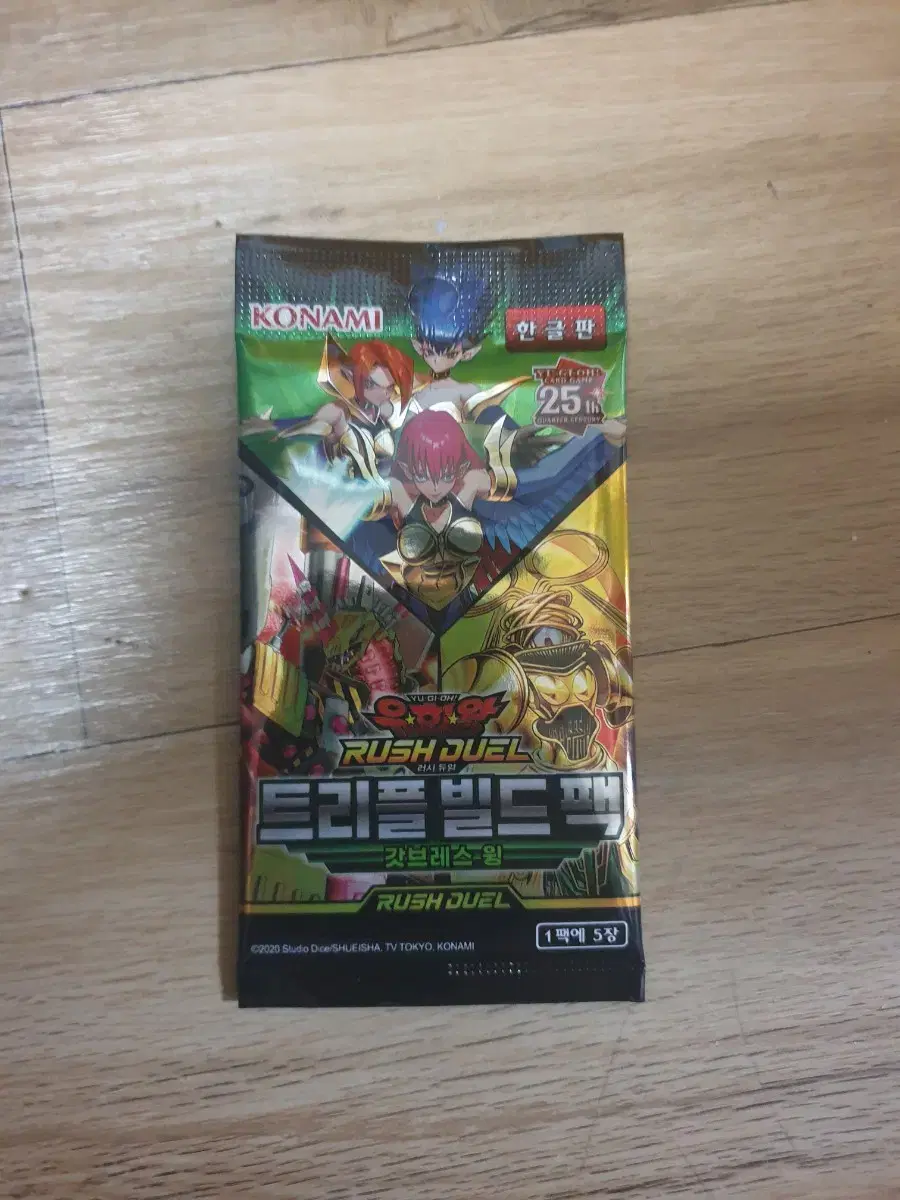 KONAMI
한글판
YU-GI-OH!
CARD GAME
25th
QUARTER CENTURY
YU-GI-OH!
유☆희☆왕
RUSH DUEL
러시 듀얼
트리플 빌드 팩
갓브레스 윙
RUSH DUEL
1팩에 5장
©2020 Studio Dice/SHUEISHA, TV TOKYO, KONAMI